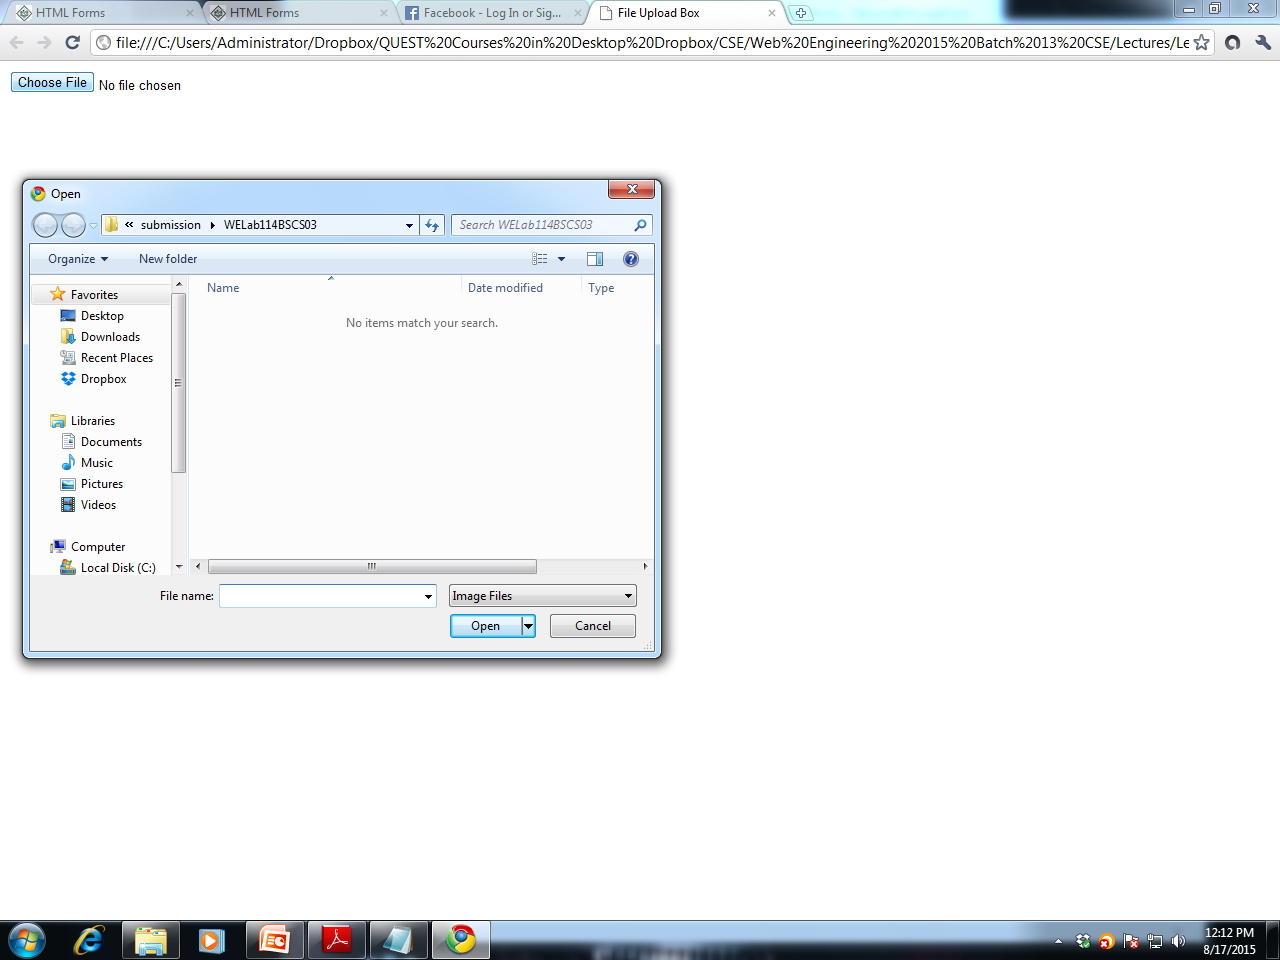 HTML Forms
HTML Forms
Facebook - Log In or Sig...
File Upload Box
file:///C:/Users/Administrator/Dropbox/QUEST%20Courses%20in%20Desktop%20Dropbox/CSE/Web%20Engineering%202015%20Batch%2013%20CSE/Lectures/Le
Choose File No file chosen
Open
« submission WELab114BSCS03
Search WELab114BSCS03
Organize New folder
Name Date modified Type
No items match your search.
Favorites
Desktop
Downloads
Recent Places
Dropbox
Libraries
Documents
Music
Pictures
Videos
Computer
Local Disk (C:)
File name: Image Files
Open Cancel
12:12 PM
8/17/2015